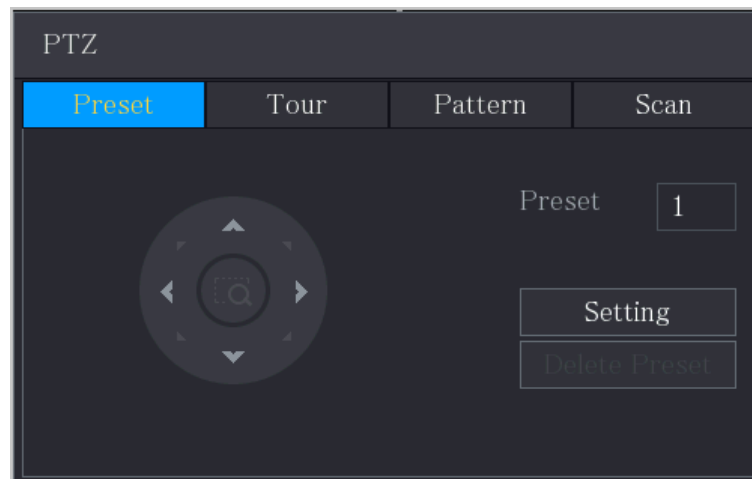 PTZ
Preset Tour Pattern Scan
Preset 1
Setting
Delete Preset